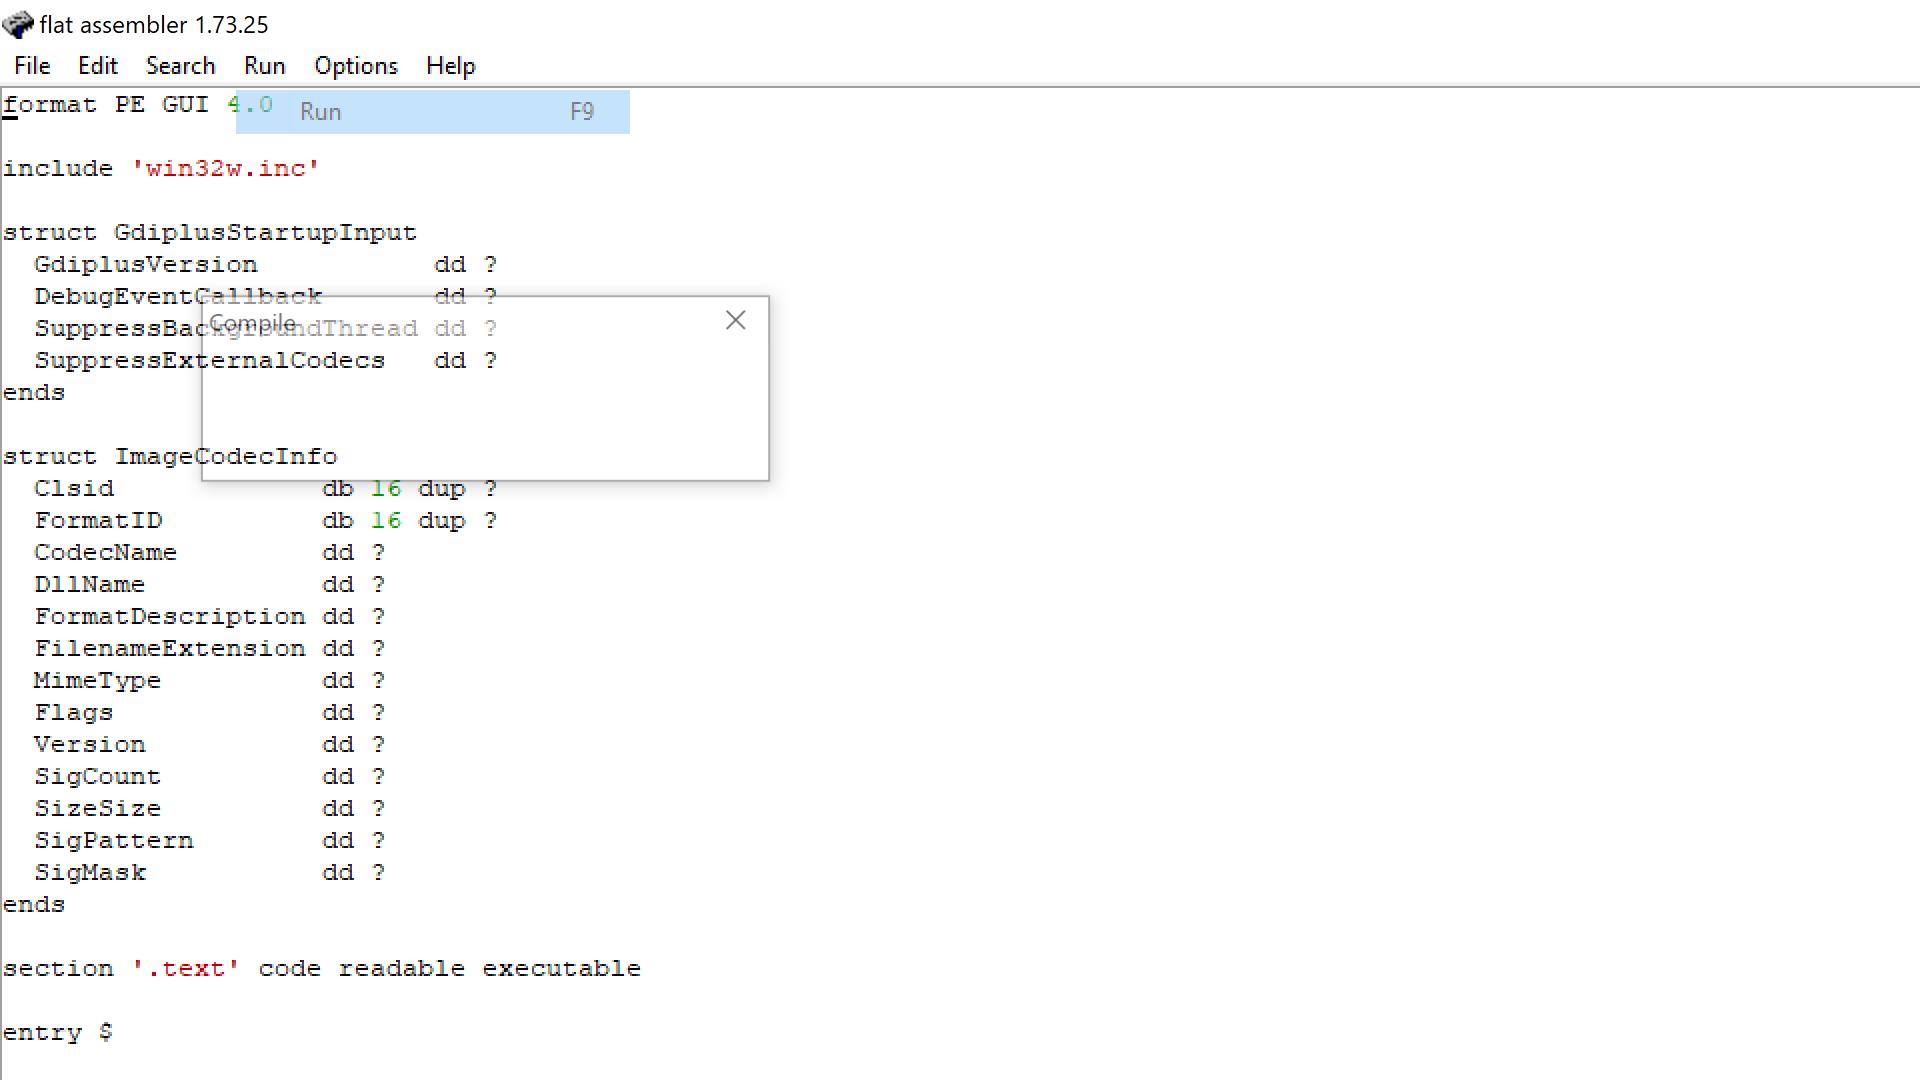 flat assembler 1.73.25
File Edit Search Run Options Help
format PE GUI 4.0
Run F9
include 'win32w.inc'
struct GdiplusStartupInput
GdiplusVersion dd ?
DebugEventCallback dd ?
Compile
SuppressBackgroundThread dd ?
SuppressExternalCodecs dd ?
ends
struct ImageCodecInfo
Clsid db 16 dup ?
FormatID db 16 dup ?
CodecName dd ?
DllName dd ?
FormatDescription dd ?
FilenameExtension dd ?
MimeType dd ?
Flags dd ?
Version dd ?
SigCount dd ?
SizeSize dd ?
SigPattern dd ?
SigMask dd ?
ends
section '.text' code readable executable
entry $